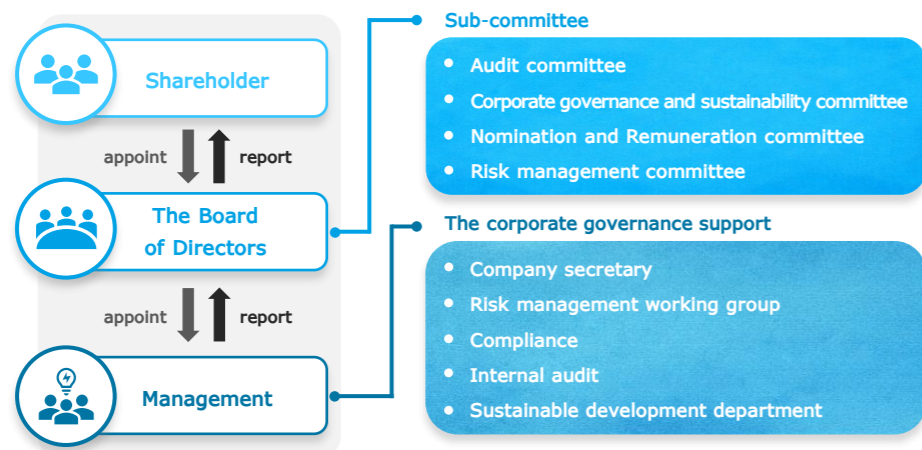 Shareholder
appoint
report
The Board
of Directors
appoint
report
Management
Sub-committee
Audit committee
Corporate governance and sustainability committee
Nomination and Remuneration committee
Risk management committee
The corporate governance support
Company secretary
Risk management working group
Compliance
Internal audit
Sustainable development department